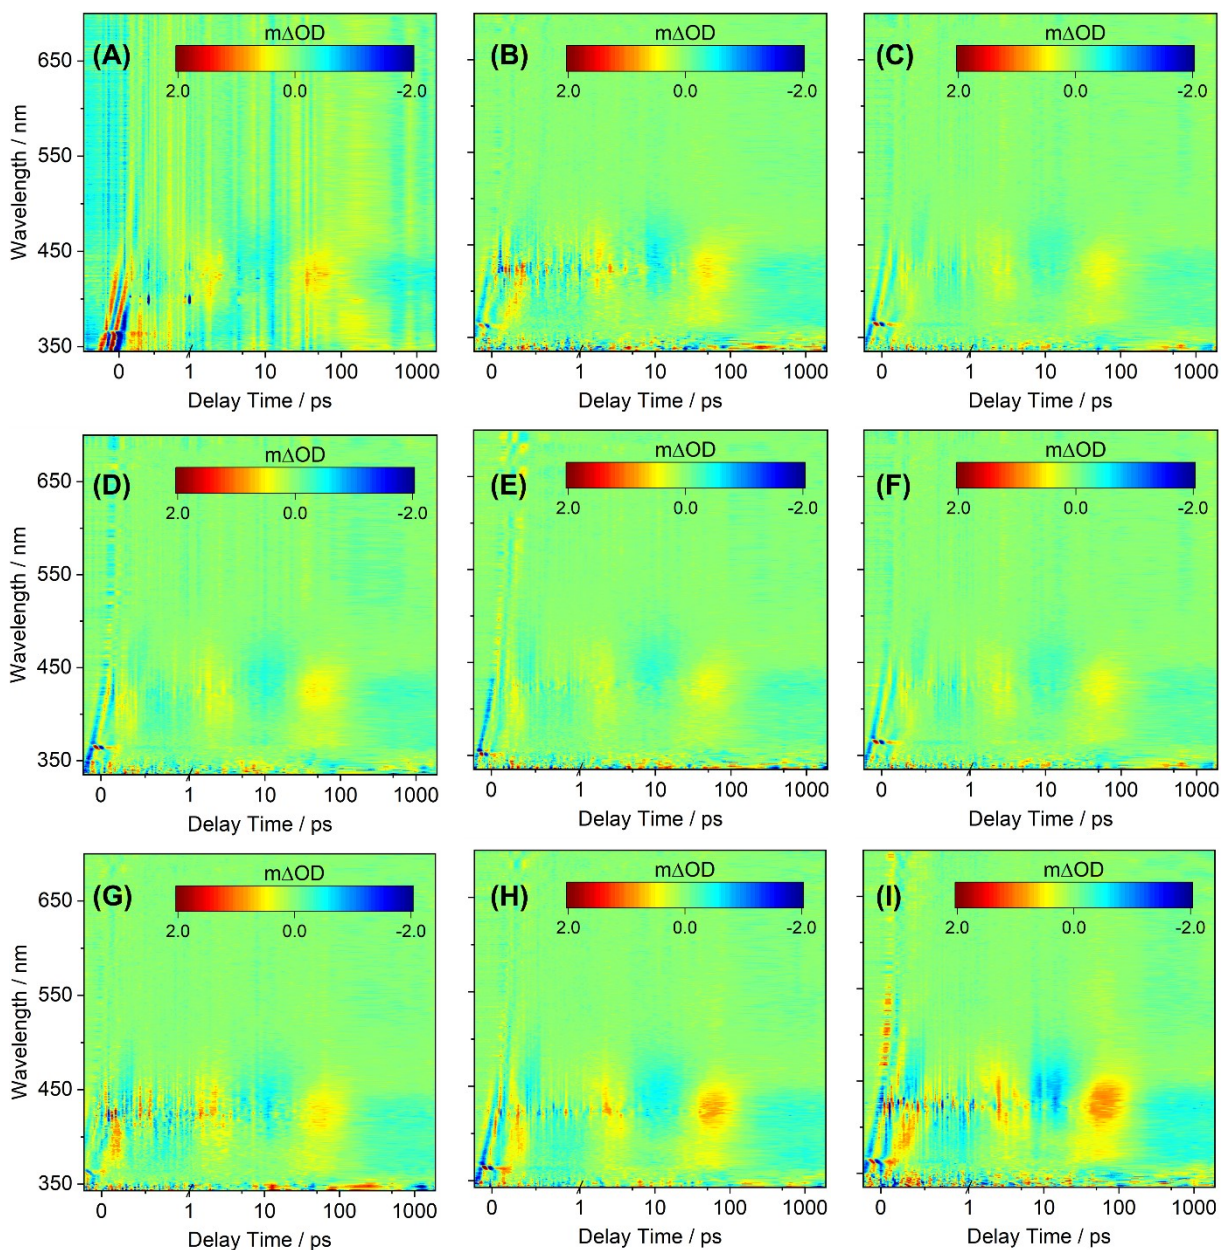 (A) mΔOD
2.0 0.0 -2.0
(B) mΔOD
2.0 0.0 -2.0
(C) mΔOD
2.0 0.0 -2.0
Wavelength / nm
650
550
450
350
0 1 10 100 1000
0 1 10 100 1000
0 1 10 100 1000
Delay Time / ps
Delay Time / ps
Delay Time / ps
(D) mΔOD
2.0 0.0 -2.0
(E) mΔOD
2.0 0.0 -2.0
(F) mΔOD
2.0 0.0 -2.0
Wavelength / nm
650
550
450
350
0 1 10 100 1000
0 1 10 100 1000
0 1 10 100 1000
Delay Time / ps
Delay Time / ps
Delay Time / ps
(G) mΔOD
2.0 0.0 -2.0
(H) mΔOD
2.0 0.0 -2.0
(I) mΔOD
2.0 0.0 -2.0
Wavelength / nm
650
550
450
350
0 1 10 100 1000
0 1 10 100 1000
0 1 10 100 1000
Delay Time / ps
Delay Time / ps
Delay Time / ps